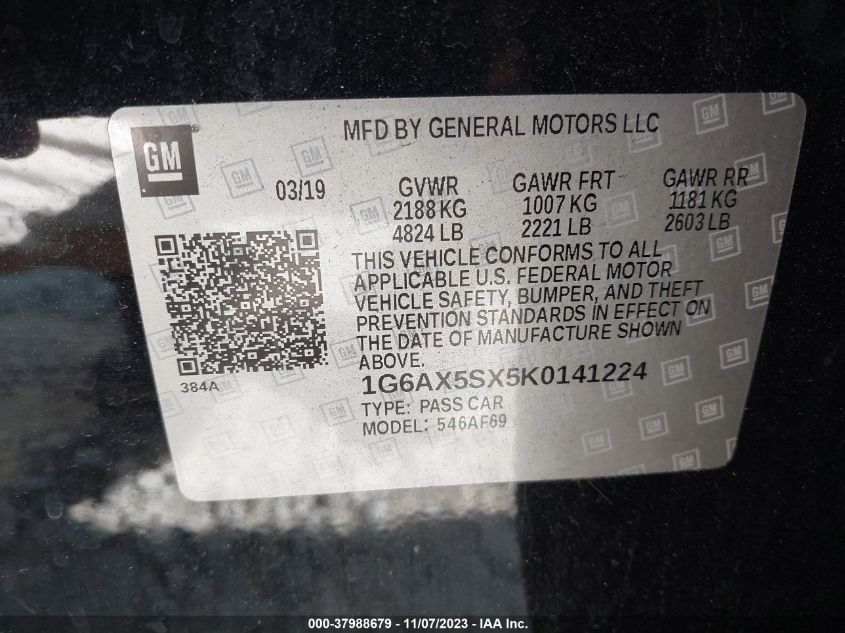 GM
MFD BY GENERAL MOTORS LLC
03/19
GVWR GAWR FRT GAWR RR
2188 KG 1007 KG 1181 KG
4824 LB 2221 LB 2603 LB
THIS VEHICLE CONFORMS TO ALL
APPLICABLE U.S. FEDERAL MOTOR
VEHICLE SAFETY, BUMPER, AND THEFT
PREVENTION STANDARDS IN EFFECT ON
THE DATE OF MANUFACTURE SHOWN
ABOVE.
384A
1G6AX5SX5K0141224
TYPE: PASS CAR
MODEL: 546AF69
000-37988679 - 11/07/2023 - IAA Inc.